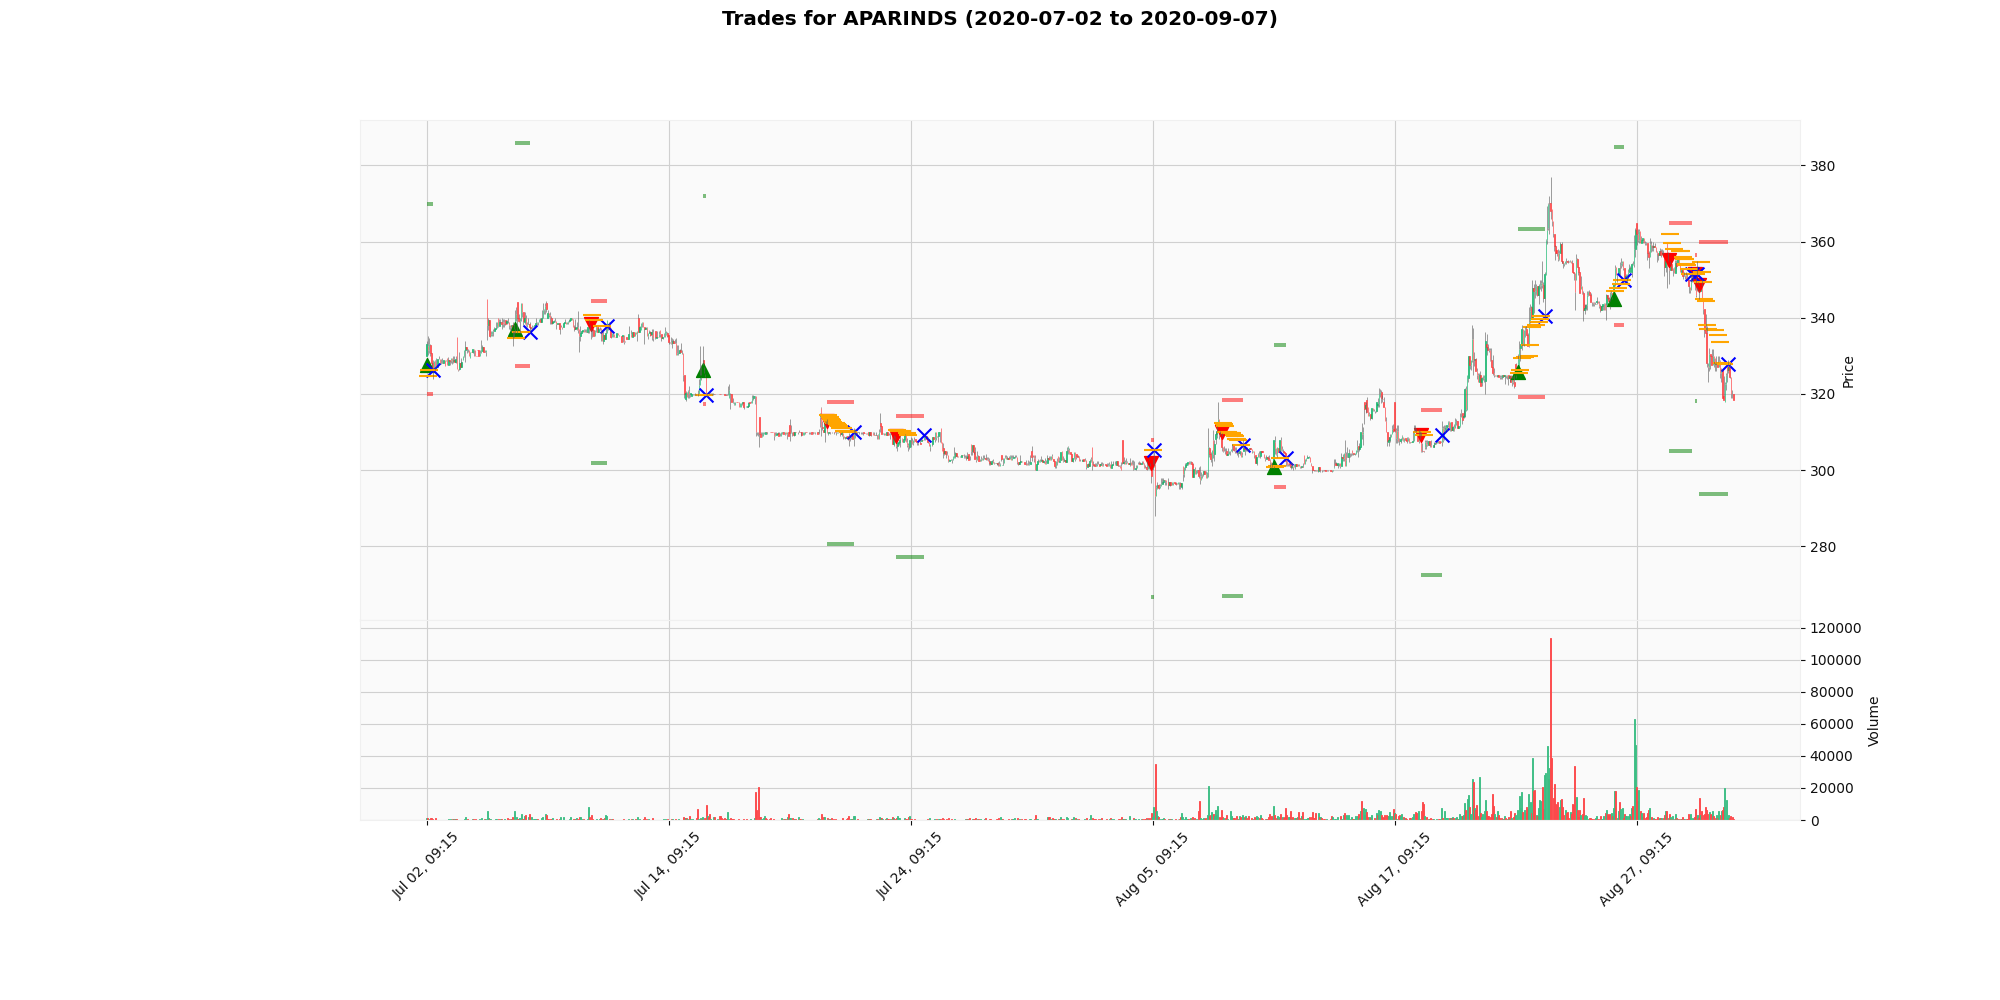 Trades for APARINDS (2020-07-02 to 2020-09-07)
380
360
340
320
300
280
Price
120000
100000
80000
60000
40000
20000
0
Volume
Jul 02, 09:15
Jul 14, 09:15
Jul 24, 09:15
Aug 05, 09:15
Aug 17, 09:15
Aug 27, 09:15